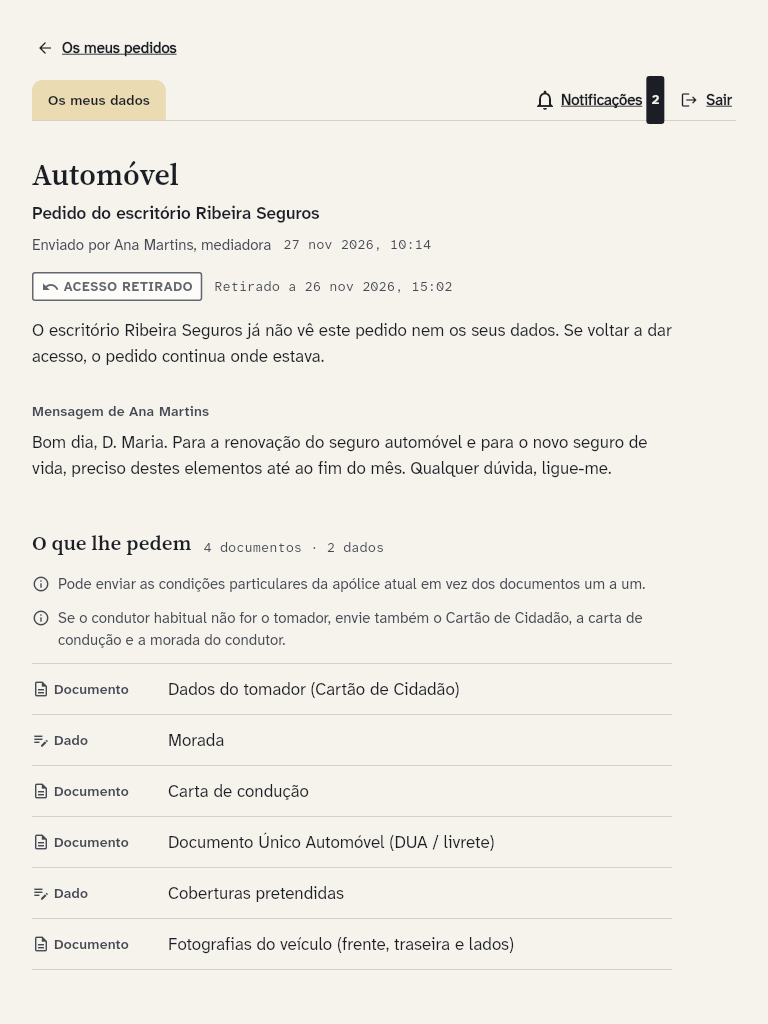 Os meus pedidos
Os meus dados
Notificações 2
Sair
Automóvel
Pedido do escritório Ribeira Seguros
Enviado por Ana Martins, mediadora 27 nov 2026, 10:14
ACESSO RETIRADO Retirado a 26 nov 2026, 15:02
O escritório Ribeira Seguros já não vê este pedido nem os seus dados. Se voltar a dar
acesso, o pedido continua onde estava.
Mensagem de Ana Martins
Bom dia, D. Maria. Para a renovação do seguro automóvel e para o novo seguro de
vida, preciso destes elementos até ao fim do mês. Qualquer dúvida, ligue-me.
O que lhe pedem 4 documentos · 2 dados
Pode enviar as condições particulares da apólice atual em vez dos documentos um a um.
Se o condutor habitual não for o tomador, envie também o Cartão de Cidadão, a carta de
condução e a morada do condutor.
Documento Dados do tomador (Cartão de Cidadão)
Dado Morada
Documento Carta de condução
Documento Documento Único Automóvel (DUA / livrete)
Dado Coberturas pretendidas
Documento Fotografias do veículo (frente, traseira e lados)